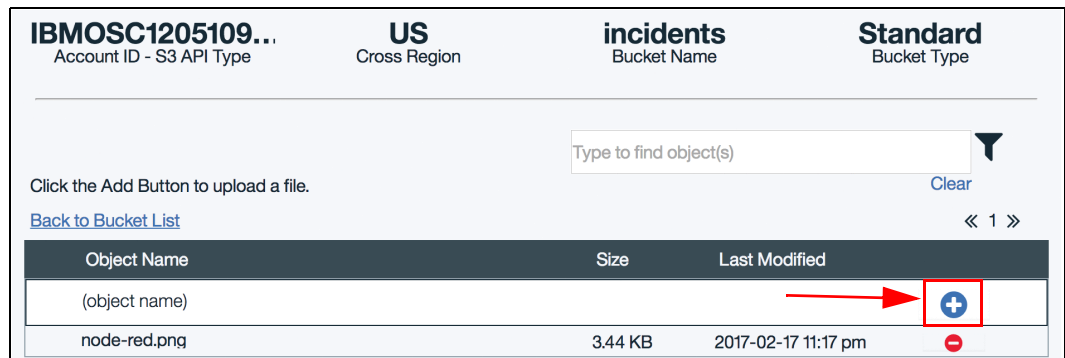 IBMOSC1205109... US incidents Standard
Account ID - S3 API Type Cross Region Bucket Name Bucket Type
Type to find object(s)
Click the Add Button to upload a file. Clear
Back to Bucket List « 1 »
Object Name Size Last Modified
(object name)
node-red.png 3.44 KB 2017-02-17 11:17 pm